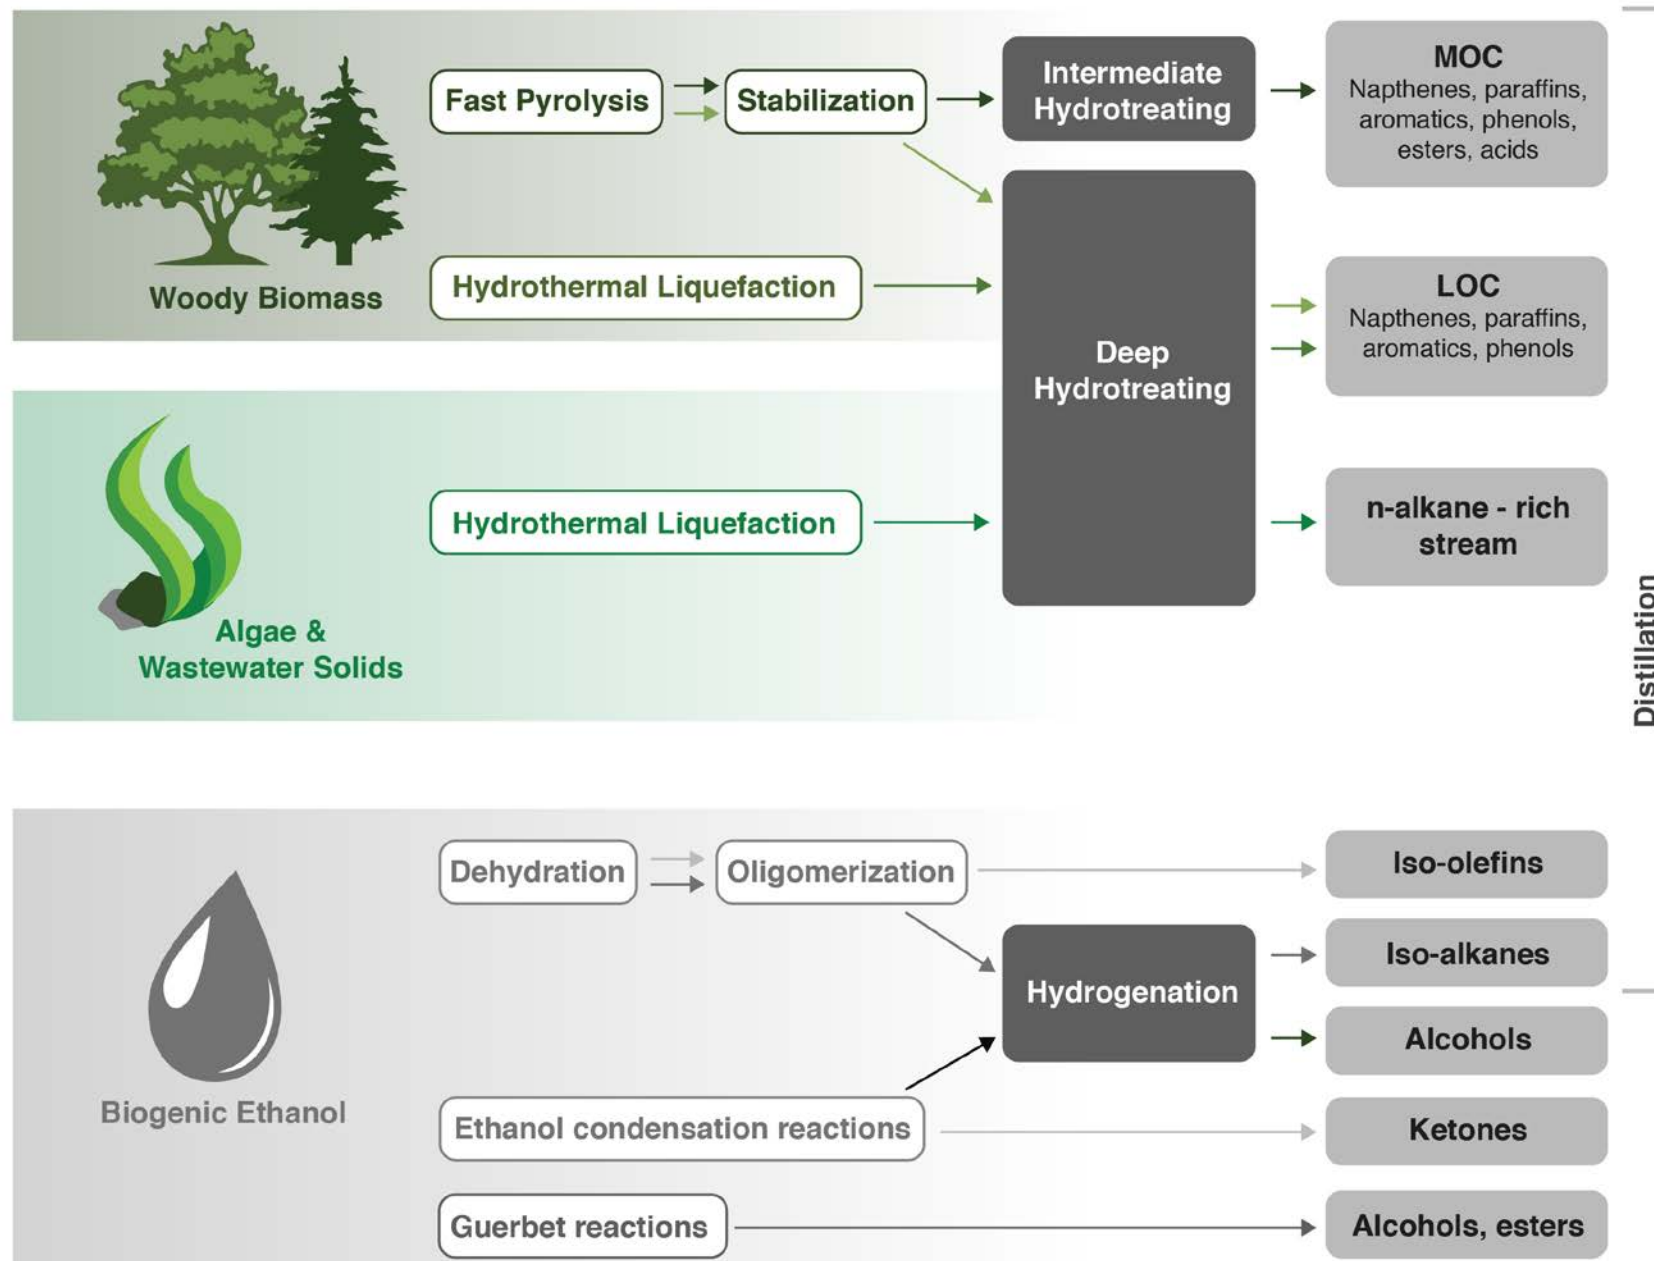 Fast Pyrolysis
Stabilization
Intermediate
Hydrotreating
MOC
Napthenes, paraffins,
aromatics, phenols,
esters, acids
Woody Biomass
Hydrothermal Liquefaction
Deep
Hydrotreating
LOC
Napthenes, paraffins,
aromatics, phenols
Algae &
Wastewater Solids
Hydrothermal Liquefaction
n-alkane - rich
stream
Distillation
Biogenic Ethanol
Dehydration
Oligomerization
Iso-olefins
Hydrogenation
Iso-alkanes
Alcohols
Ethanol condensation reactions
Ketones
Guerbet reactions
Alcohols, esters